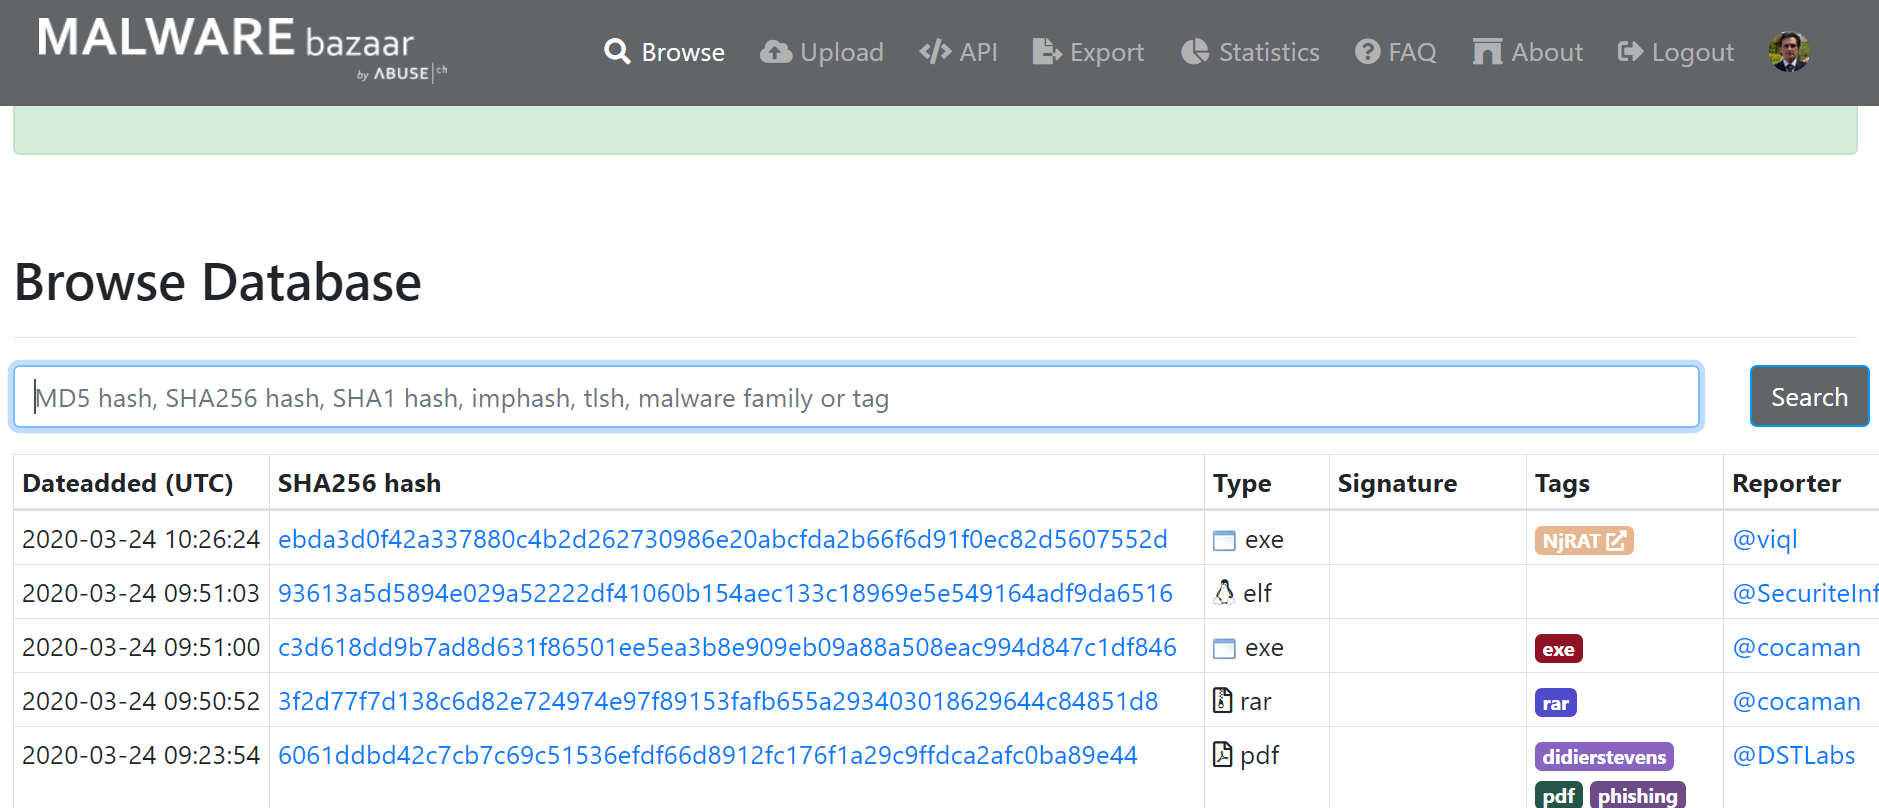 MALWARE bazaar
by ABUSE|ch
Browse Upload API Export Statistics FAQ About Logout
Browse Database
MD5 hash, SHA256 hash, SHA1 hash, imphash, tlsh, malware family or tag
Search
Dateadded (UTC) SHA256 hash Type Signature Tags Reporter
2020-03-24 10:26:24 ebda3d0f42a337880c4b2d262730986e20abcfda2b66f6d91f0ec82d5607552d exe NjRAT @viql
2020-03-24 09:51:03 93613a5d5894e029a52222df41060b154aec133c18969e5e549164adf9da6516 elf @SecuriteInf
2020-03-24 09:51:00 c3d618dd9b7ad8d631f86501ee5ea3b8e909eb09a88a508eac994d847c1df846 exe exe @cocaman
2020-03-24 09:50:52 3f2d77f7d138c6d82e724974e97f89153fafb655a293403018629644c84851d8 rar rar @cocaman
2020-03-24 09:23:54 6061ddbd42c7cb7c69c51536efdf66d8912fc176f1a29c9ffdca2afc0ba89e44 pdf didierstevens @DSTLabs
pdf phishing